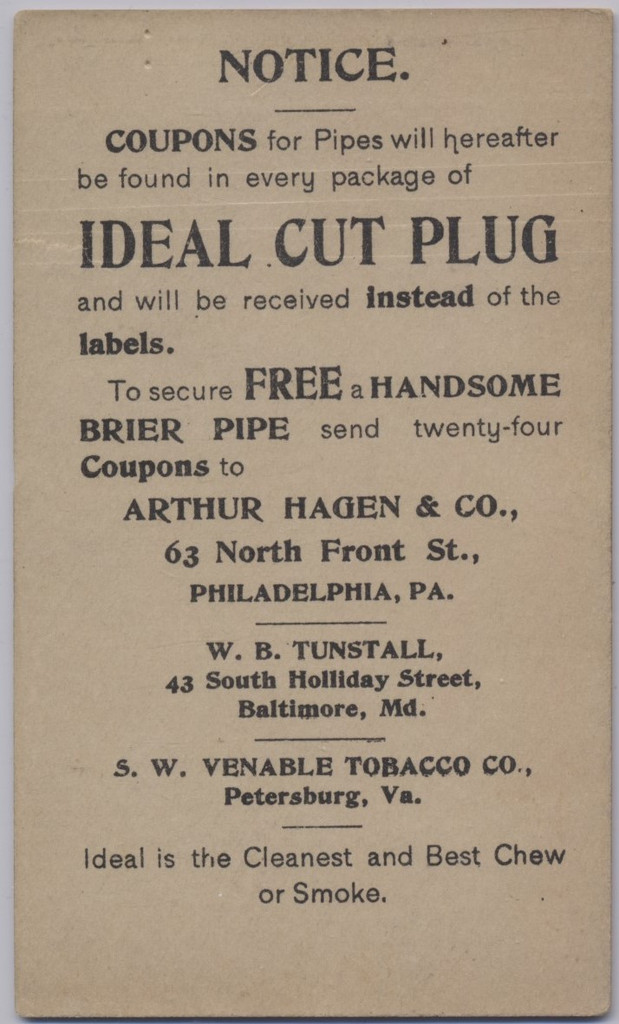 NOTICE.
COUPONS for Pipes will hereafter
be found in every package of
IDEAL CUT PLUG
and will be received instead of the
labels.
To secure FREE a HANDSOME
BRIER PIPE send twenty-four
Coupons to
ARTHUR HAGEN & CO.,
63 North Front St.,
PHILADELPHIA, PA.
W. B. TUNSTALL,
43 South Holliday Street,
Baltimore, Md.
S. W. VENABLE TOBACCO CO.,
Petersburg, Va.
Ideal is the Cleanest and Best Chew
or Smoke.